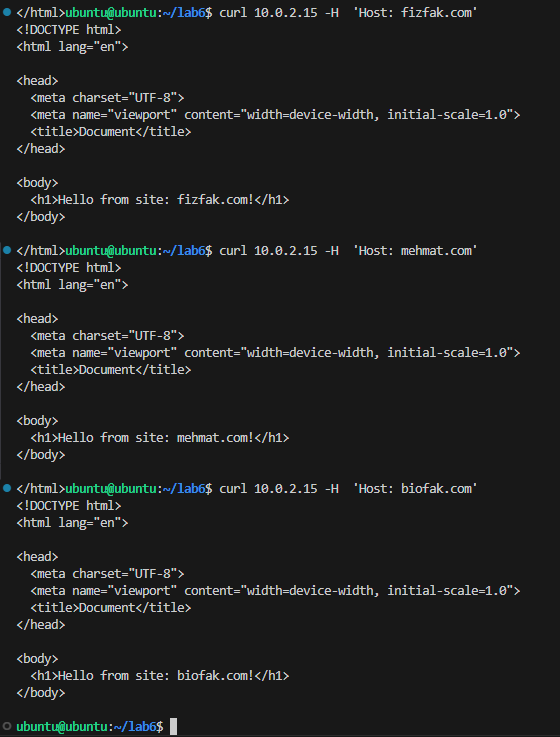 </html>ubuntu@ubuntu:~/lab6$ curl 10.0.2.15 -H  'Host: fizfak.com'
<!DOCTYPE html>
<html lang="en">

<head>
  <meta charset="UTF-8">
  <meta name="viewport" content="width=device-width, initial-scale=1.0">
  <title>Document</title>
</head>

<body>
  <h1>Hello from site: fizfak.com!</h1>
</body>

</html>ubuntu@ubuntu:~/lab6$ curl 10.0.2.15 -H  'Host: mehmat.com'
<!DOCTYPE html>
<html lang="en">

<head>
  <meta charset="UTF-8">
  <meta name="viewport" content="width=device-width, initial-scale=1.0">
  <title>Document</title>
</head>

<body>
  <h1>Hello from site: mehmat.com!</h1>
</body>

</html>ubuntu@ubuntu:~/lab6$ curl 10.0.2.15 -H  'Host: biofak.com'
<!DOCTYPE html>
<html lang="en">

<head>
  <meta charset="UTF-8">
  <meta name="viewport" content="width=device-width, initial-scale=1.0">
  <title>Document</title>
</head>

<body>
  <h1>Hello from site: biofak.com!</h1>
</body>

ubuntu@ubuntu:~/lab6$